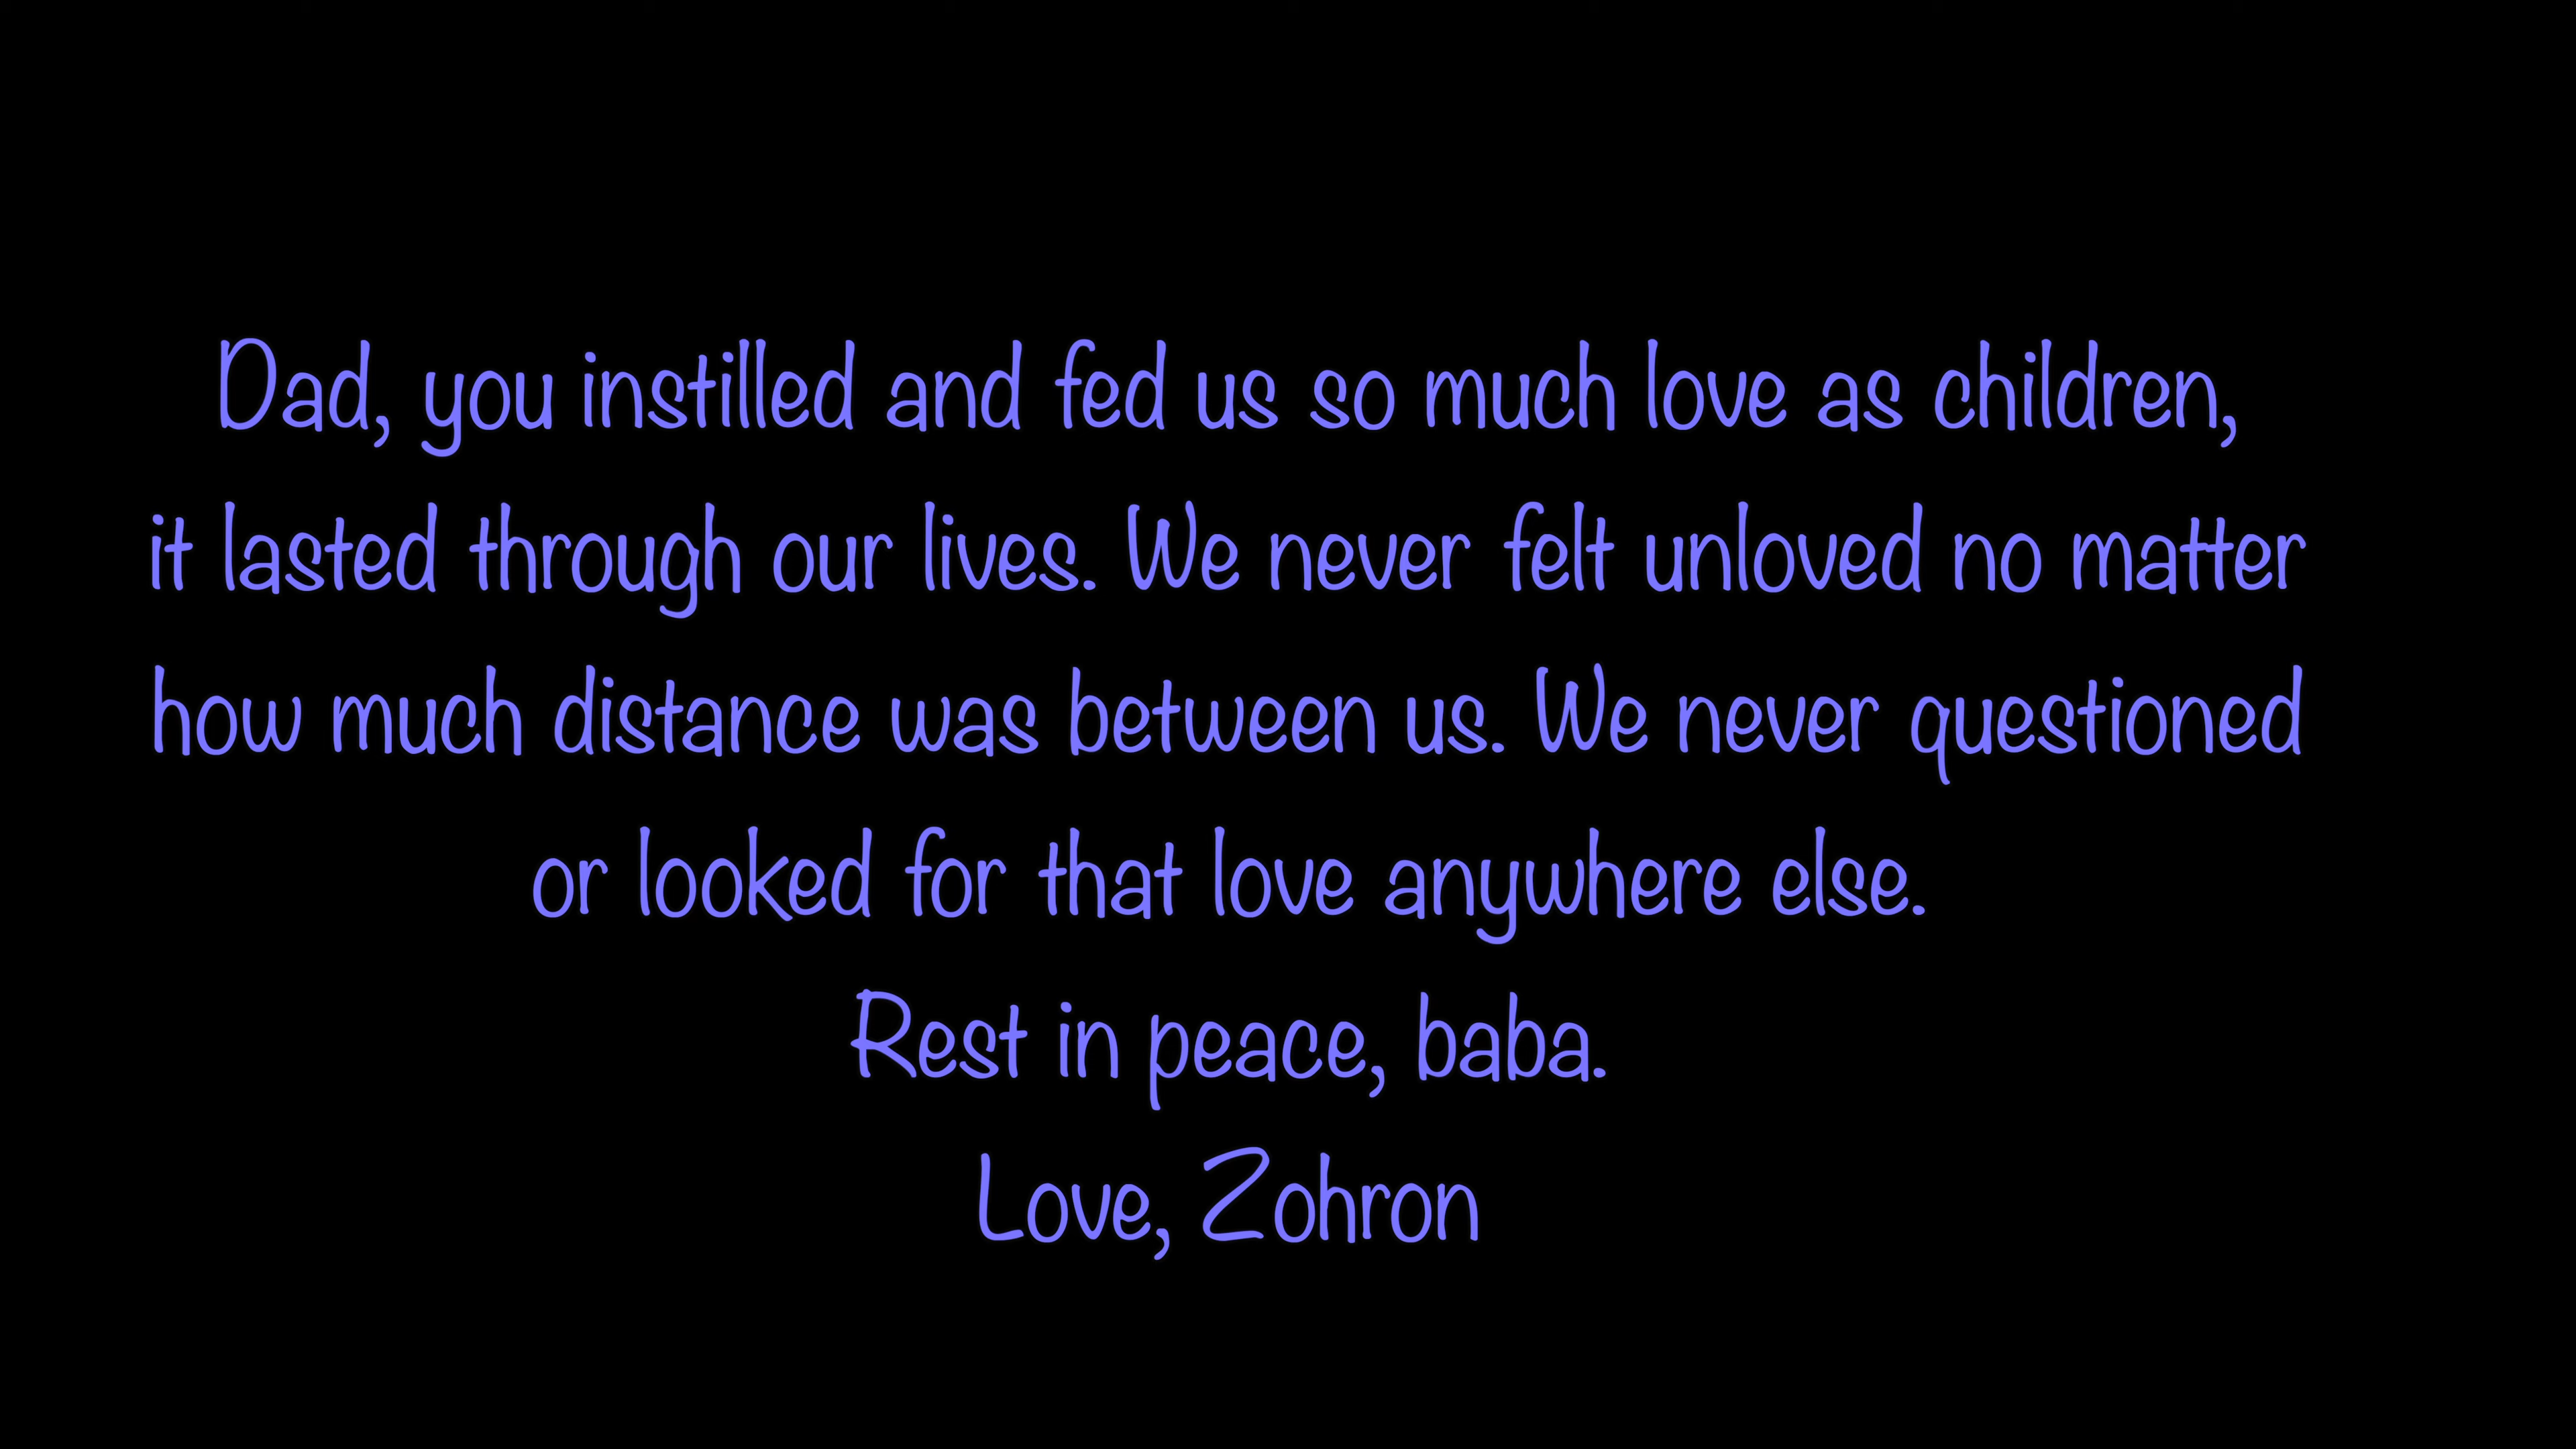 Dad, you instilled and fed us so much love as children,
it lasted through our lives. We never felt unloved no matter
how much distance was between us. We never questioned
or looked for that love anywhere else.
Rest in peace, baba.
Love, Zohron